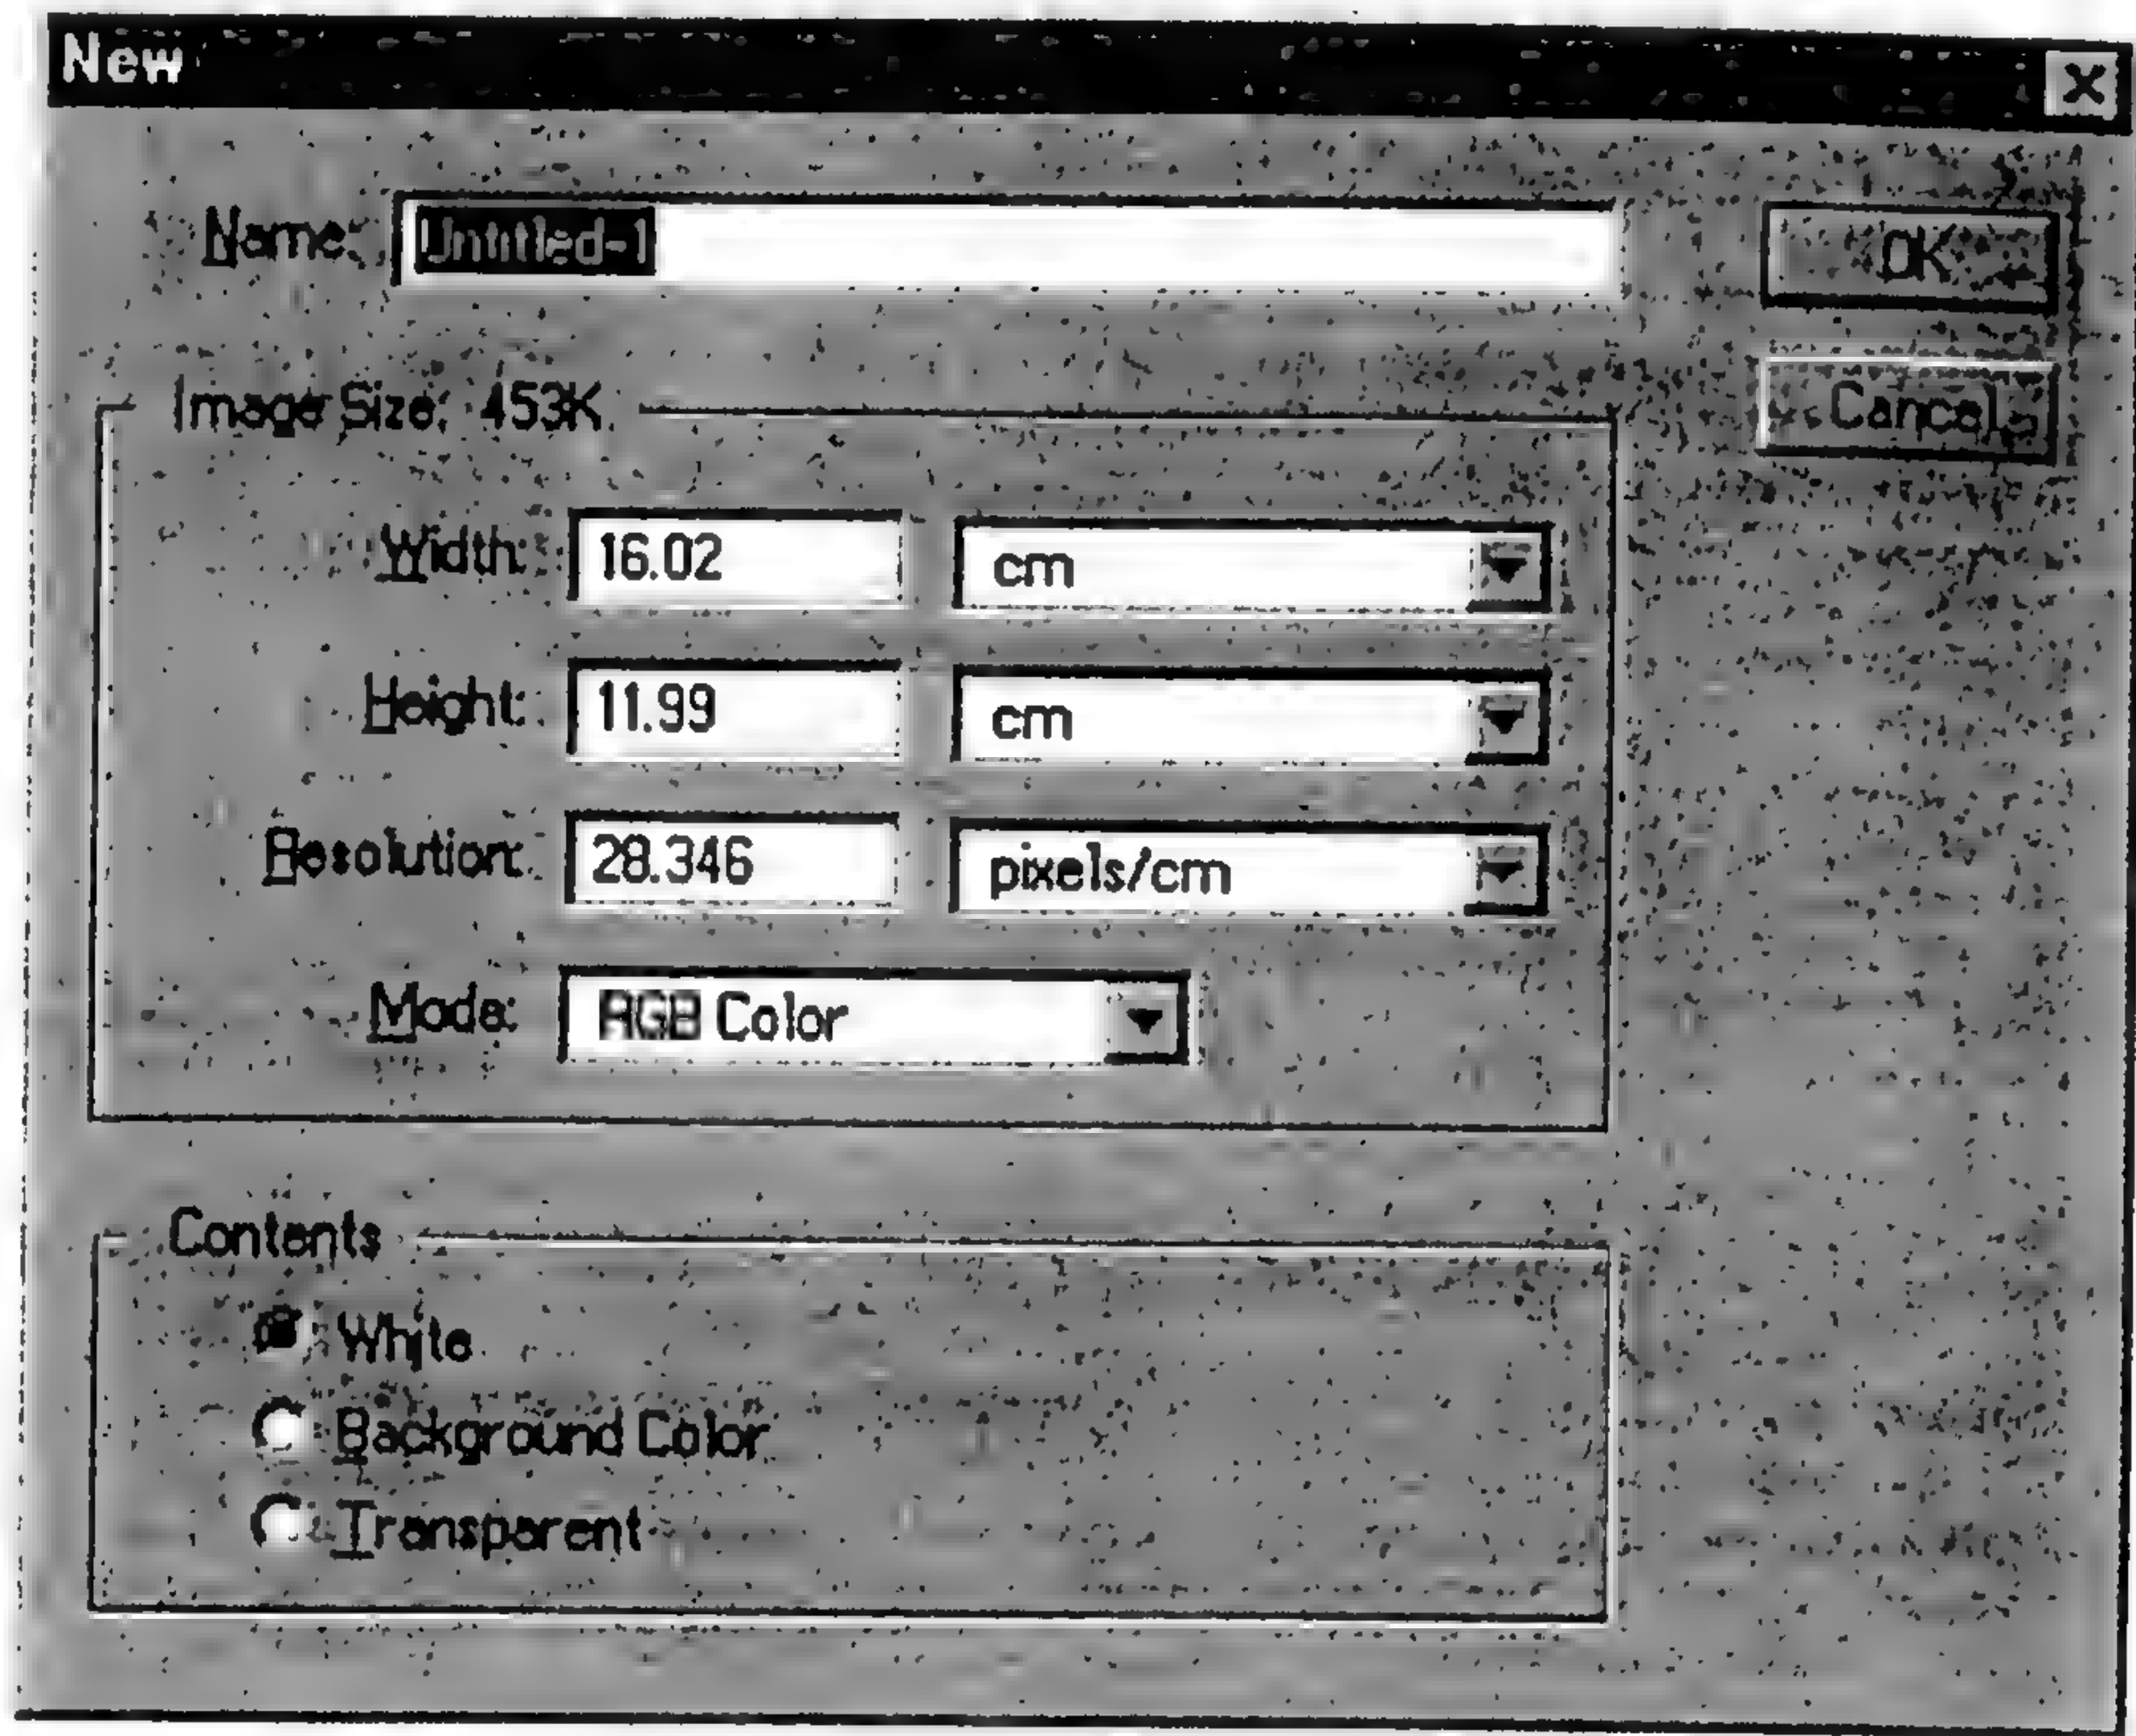 New
Name: Untitled-1
OK
Cancel
Image Size: 453K
Width: 16.02 cm
Height: 11.99 cm
Resolution: 28.346 pixels/cm
Mode: RGB Color
Contents
White
Background Color
Transparent